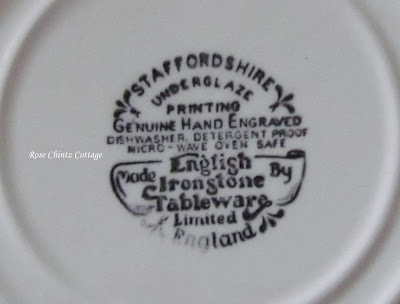 STAFFORDSHIRE
UNDERGLAZE
PRINTING
GENUINE HAND ENGRAVED
DISHWASHER, DETERGENT PROOF
MICRO-WAVE OVEN SAFE
Made English By
Ironstone
Tableware
Limited
England
Rose Chintz Cottage